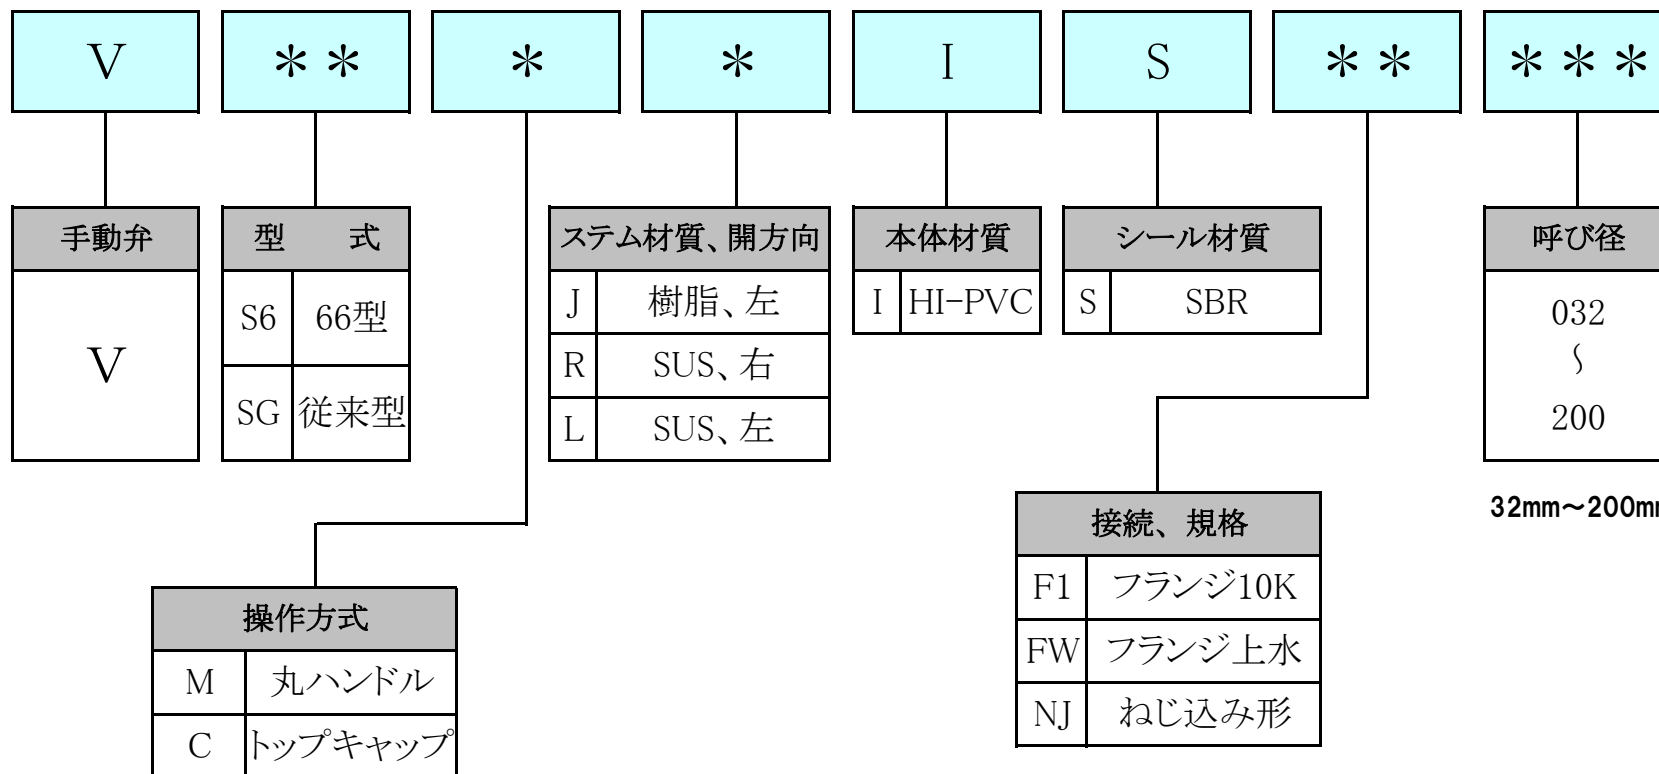 V ** * * I S ** ***
手動弁
V
型 式
S6 66型
SG 従来型
ステム材質、開方向
J 樹脂、左
R SUS、右
L SUS、左
本体材質
I HI-PVC
シール材質
S SBR
呼び径
032
~
200
32mm~200mm
接続、規格
F1 フランジ10K
FW フランジ上水
NJ ねじ込み形
操作方式
M 丸ハンドル
C トップキャップ